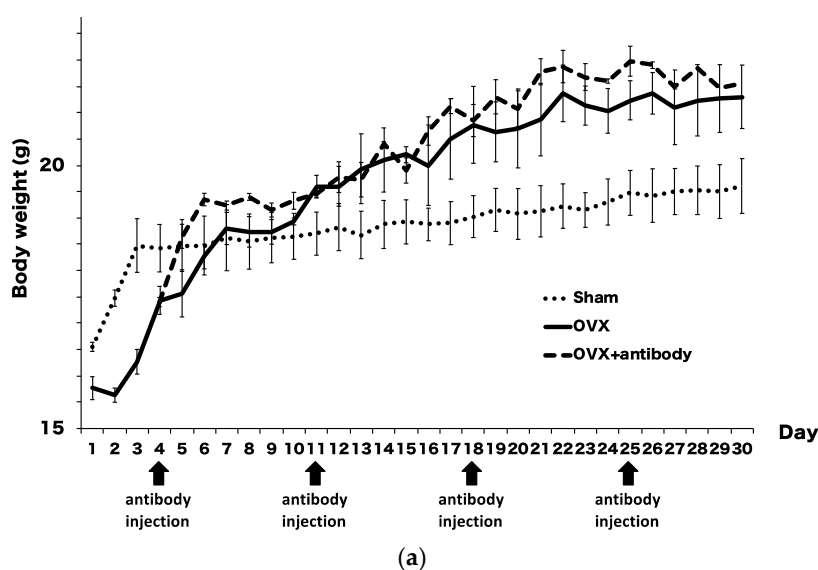 Body weight (g)
20
15
Sham
OVX
OVX+antibody
1 2 3 4 5 6 7 8 9 10 11 12 13 14 15 16 17 18 19 20 21 22 23 24 25 26 27 28 29 30
Day
antibody
injection
antibody
injection
antibody
injection
antibody
injection
(a)